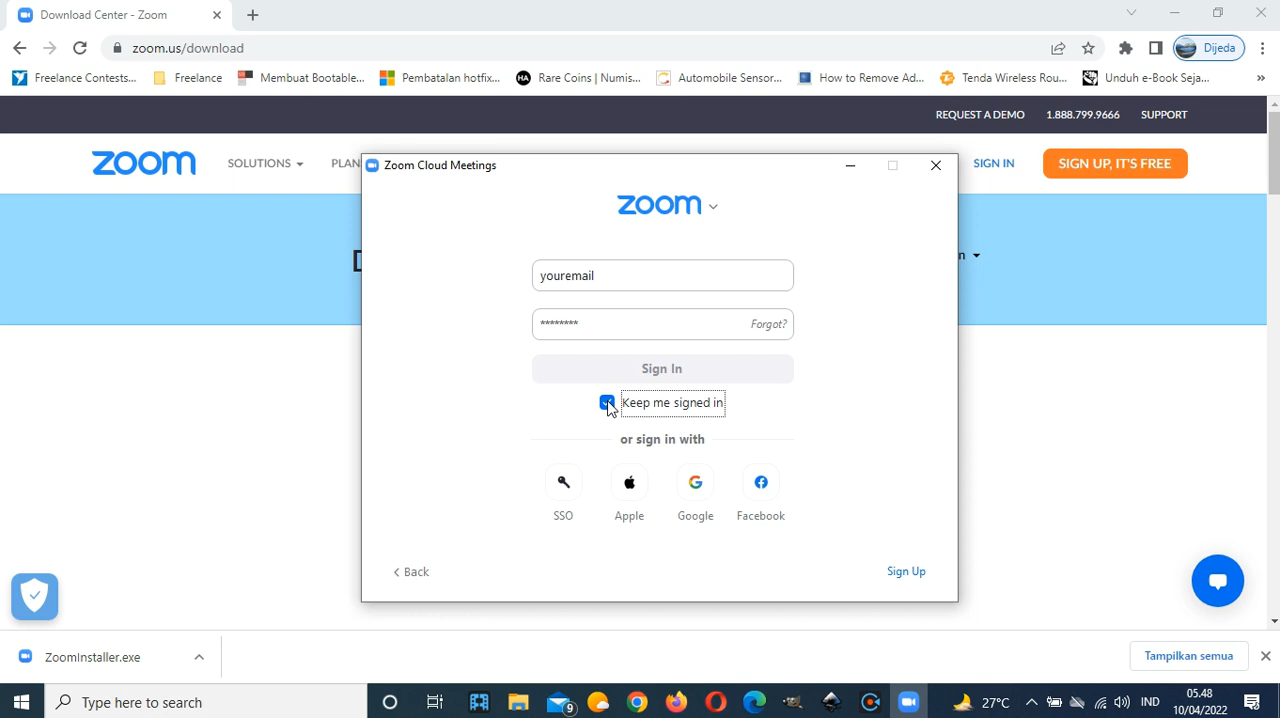 Download Center - Zoom
zoom.us/download
Dijeda
Freelance Contests...
Freelance
Membuat Bootable...
Pembatalan hotfix...
HA
Rare Coins | Numis...
Automobile Sensor...
How to Remove Ad...
Tenda Wireless Rou...
Unduh e-Book Seja...
»
REQUEST A DEMO
1.888.799.9666
SUPPORT
zoom
SOLUTIONS
PLAN
SIGN IN
SIGN UP, IT'S FREE
Zoom Cloud Meetings
zoom
youremail
********
Forgot?
Sign In
Keep me signed in
or sign in with
SSO
Apple
Google
Facebook
< Back
Sign Up
ZoomInstaller.exe
Tampilkan semua
Type here to search
9
27°C
IND
05.48
10/04/2022